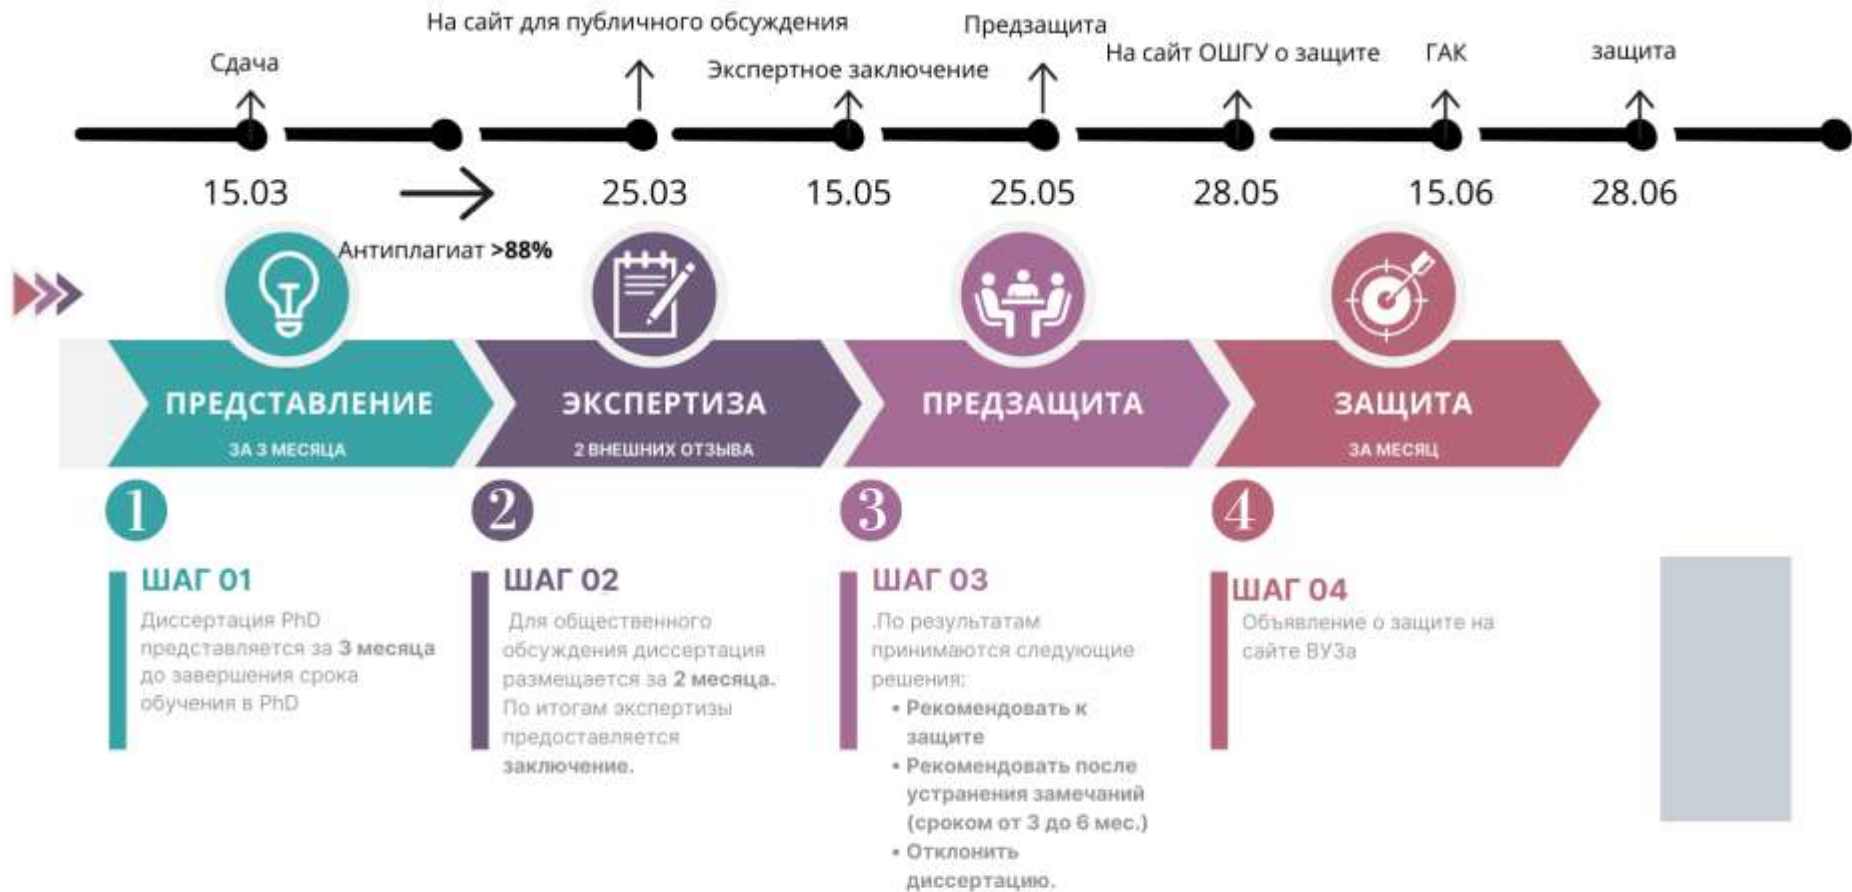 На сайт для публичного обсуждения
Предзащита
Сдача
Экспертное заключение
На сайт ОШГУ о защите
ГАК
защита
15.03
25.03
15.05
25.05
28.05
15.06
28.06
Антиплагиат >88%
ПРЕДСТАВЛЕНИЕ
ЗА 3 МЕСЯЦА
ЭКСПЕРТИЗА
2 ВНЕШНИХ ОТЗЫВА
ПРЕДЗАЩИТА
ЗАЩИТА
ЗА МЕСЯЦ
1
ШАГ 01
Диссертация PhD
представляется за 3 месяца
до завершения срока
обучения в PhD
2
ШАГ 02
Для общественного
обсуждения диссертация
размещается за 2 месяца.
По итогам экспертизы
предоставляется
заключение.
3
ШАГ 03
.По результатам
принимаются следующие
решения:
• Рекомендовать к
защите
• Рекомендовать после
устранения замечаний
(сроком от 3 до 6 мес.)
• Отклонить
диссертацию.
4
ШАГ 04
Объявление о защите на
сайте ВУЗа